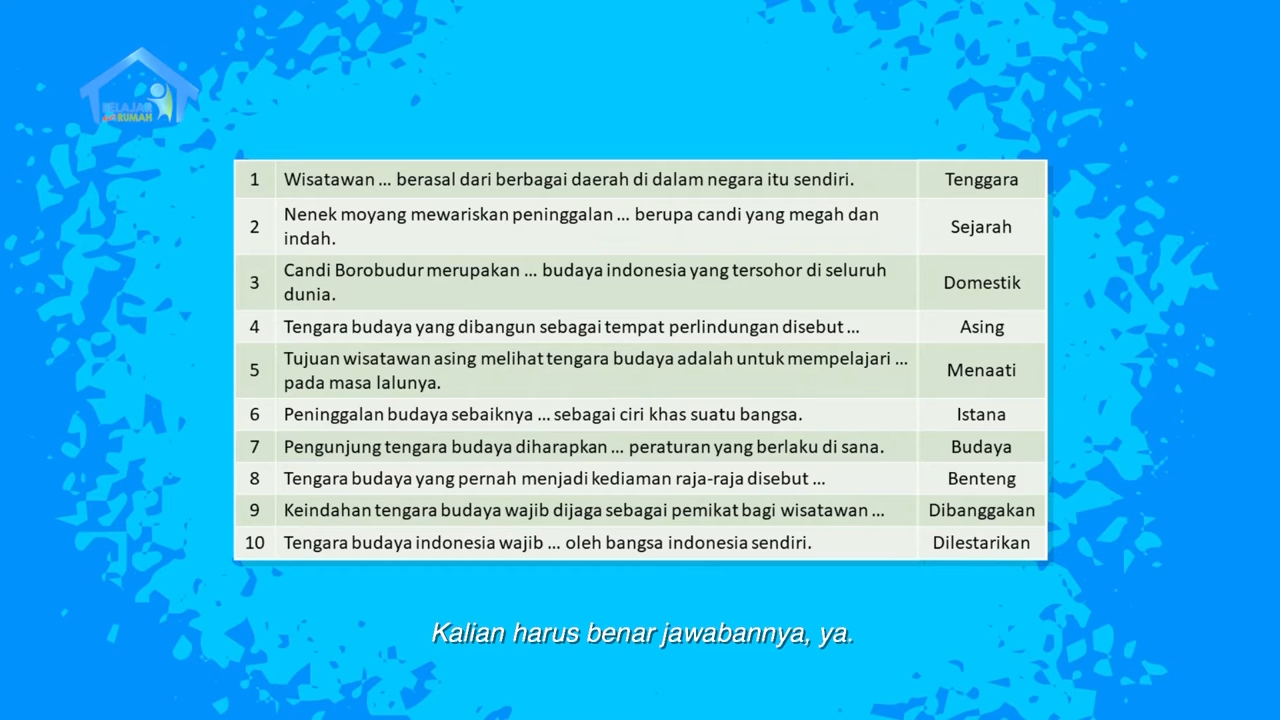 BELAJAR
dari RUMAH
1 Wisatawan ... berasal dari berbagai daerah di dalam negara itu sendiri. Tenggara
2 Nenek moyang mewariskan peninggalan ... berupa candi yang megah dan
indah. Sejarah
3 Candi Borobudur merupakan ... budaya indonesia yang tersohor di seluruh
dunia. Domestik
4 Tengara budaya yang dibangun sebagai tempat perlindungan disebut ... Asing
5 Tujuan wisatawan asing melihat tengara budaya adalah untuk mempelajari ...
pada masa lalunya. Menaati
6 Peninggalan budaya sebaiknya ... sebagai ciri khas suatu bangsa. Istana
7 Pengunjung tengara budaya diharapkan ... peraturan yang berlaku di sana. Budaya
8 Tengara budaya yang pernah menjadi kediaman raja-raja disebut ... Benteng
9 Keindahan tengara budaya wajib dijaga sebagai pemikat bagi wisatawan ... Dibanggakan
10 Tengara budaya indonesia wajib ... oleh bangsa indonesia sendiri. Dilestarikan
Kalian harus benar jawabannya, ya.